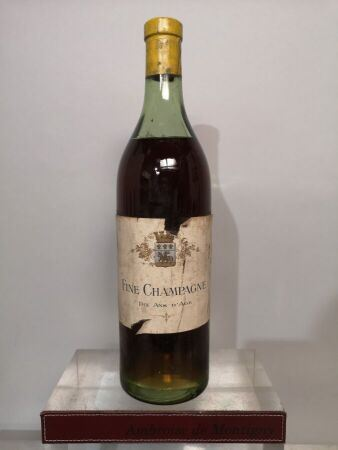 FINE CHAMPAGNE
DIX ANS D'AGE
Ambroise de Montigny